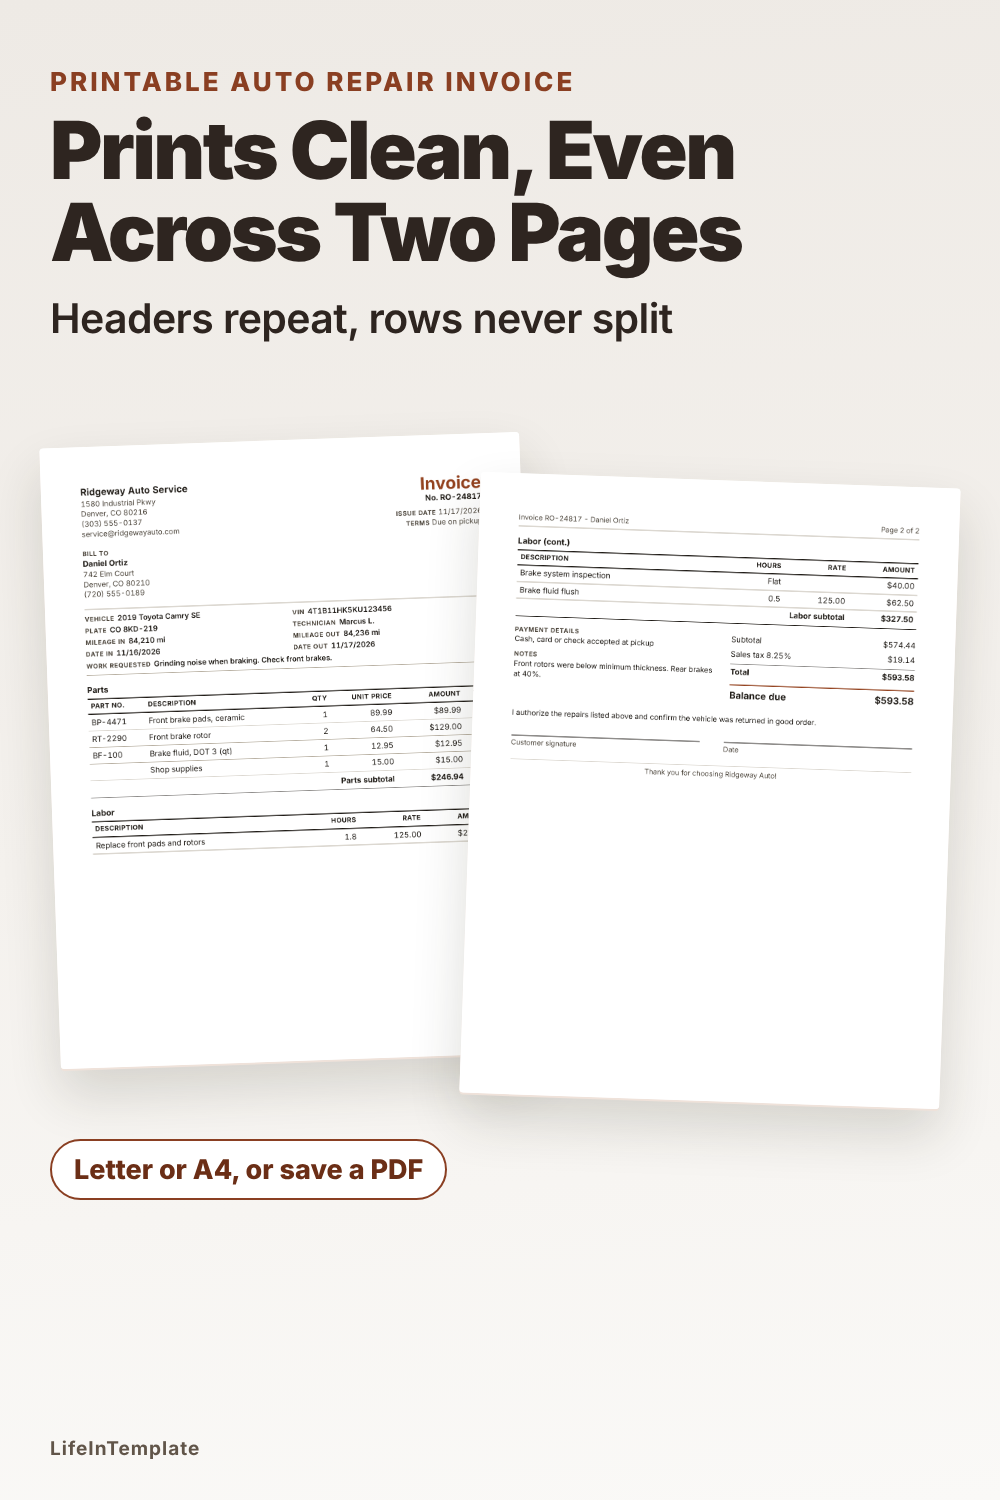 PRINTABLE AUTO REPAIR INVOICE
Prints Clean, Even
Across Two Pages
Headers repeat, rows never split
Ridgeway Auto Service
1580 Industrial Pkwy
Denver, CO 80216
(303) 555-0137
service@ridgewayauto.com
Invoice
No. RO-24817
ISSUE DATE 11/17/2026
TERMS Due on pickup
BILL TO
Daniel Ortiz
742 Elm Court
Denver, CO 80210
(720) 555-0189
VEHICLE 2019 Toyota Camry SE VIN 4T1B11HK5KU123456
PLATE CO 8KD-219 TECHNICIAN Marcus L.
MILEAGE IN 84,210 mi MILEAGE OUT 84,236 mi
DATE IN 11/16/2026 DATE OUT 11/17/2026
WORK REQUESTED Grinding noise when braking. Check front brakes.
Parts
PART NO. DESCRIPTION QTY UNIT PRICE AMOUNT
BP-4471 Front brake pads, ceramic 1 89.99 $89.99
RT-2290 Front brake rotor 2 64.50 $129.00
BF-100 Brake fluid, DOT 3 (qt) 1 12.95 $12.95
Shop supplies 1 15.00 $15.00
Parts subtotal $246.94
Labor
DESCRIPTION HOURS RATE AM
Replace front pads and rotors 1.8 125.00 $2
Invoice RO-24817 - Daniel Ortiz Page 2 of 2
Labor (cont.)
DESCRIPTION HOURS RATE AMOUNT
Brake system inspection Flat $40.00
Brake fluid flush 0.5 125.00 $62.50
Labor subtotal $327.50
PAYMENT DETAILS
Cash, card or check accepted at pickup
NOTES
Front rotors were below minimum thickness. Rear brakes
at 40%.
Subtotal $574.44
Sales tax 8.25% $19.14
Total $593.58
Balance due $593.58
I authorize the repairs listed above and confirm the vehicle was returned in good order.
Customer signature Date
Thank you for choosing Ridgeway Auto!
Letter or A4, or save a PDF
LifeInTemplate